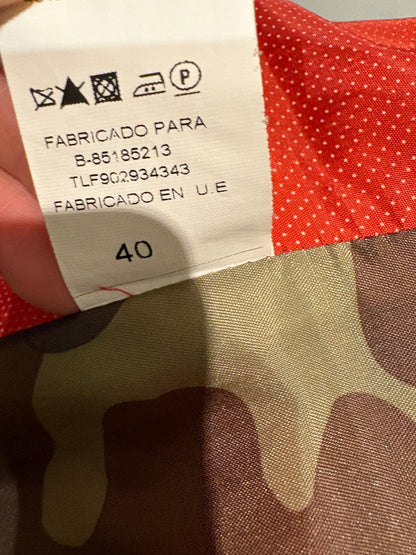 P
FABRICADO PARA
B-85185213
TLF902934343
FABRICADO EN U.E
40